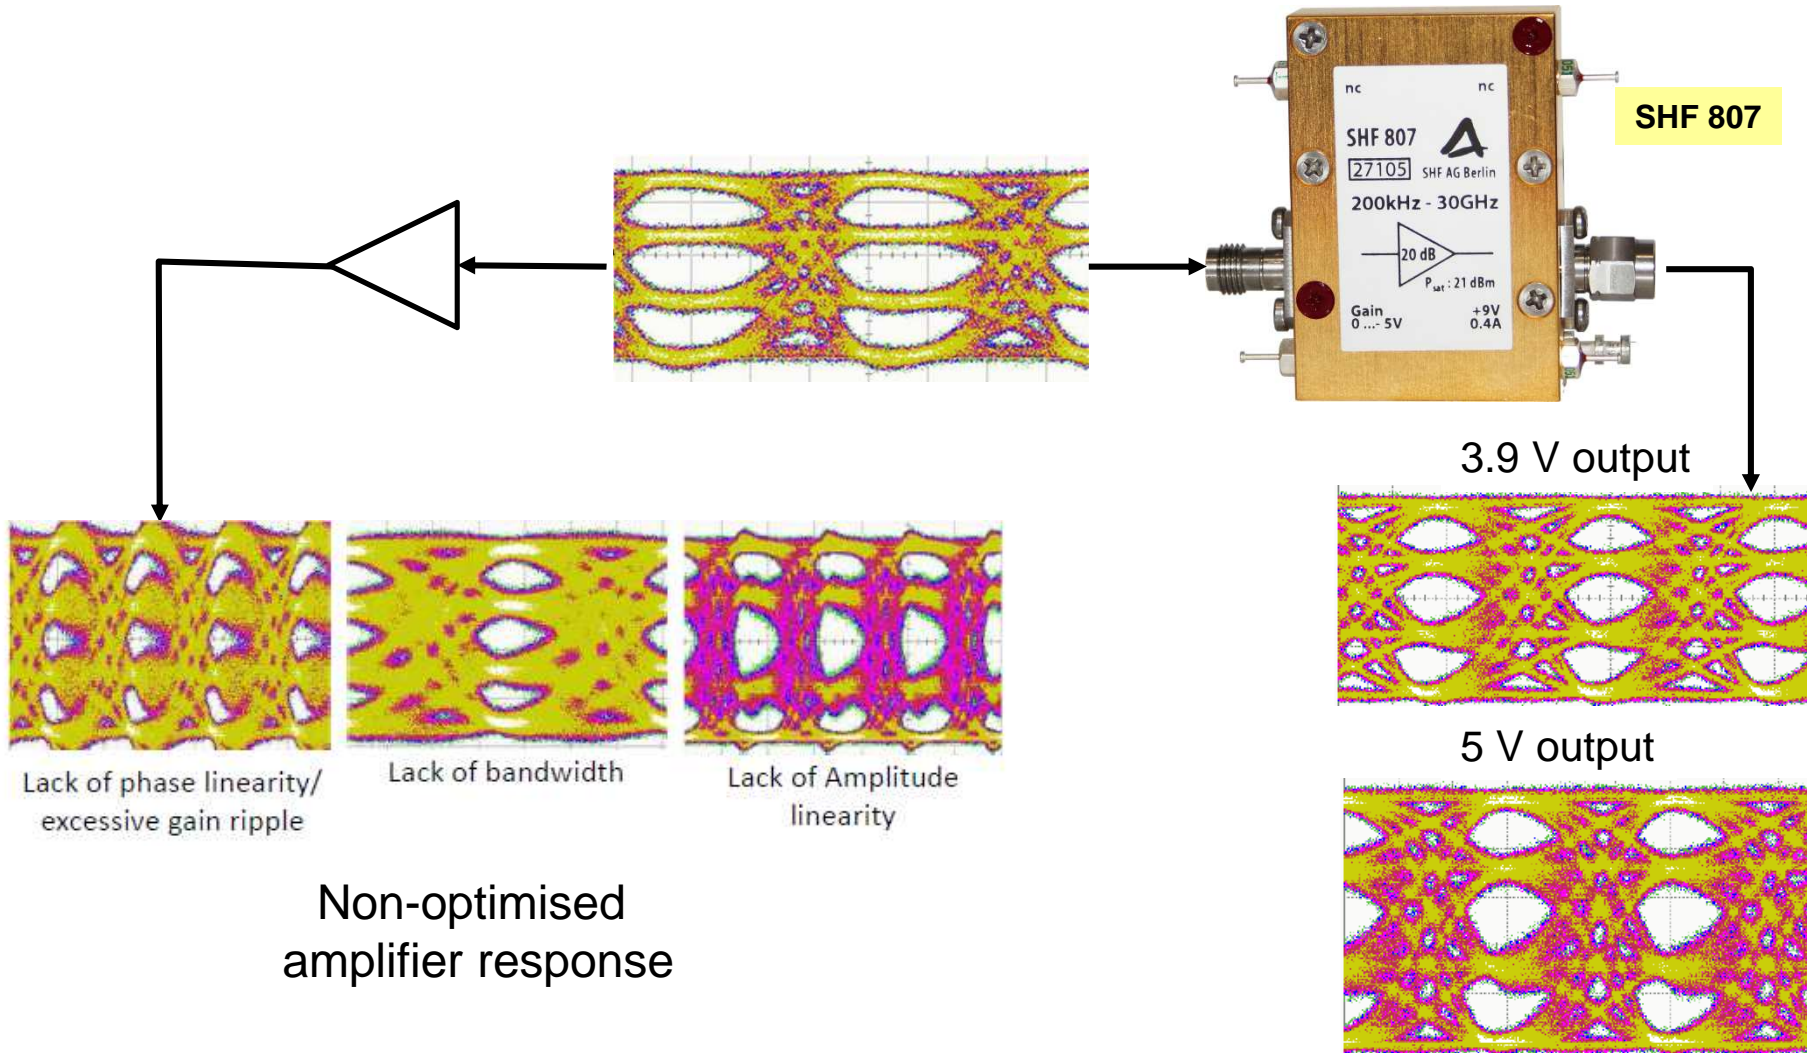 nc nc
SHF 807
27105 SHF AG Berlin
200kHz - 30GHz
20 dB
Psat : 21 dBm
Gain +9V
0 ...- 5V 0.4A
SHF 807
3.9 V output
5 V output
Lack of phase linearity/
excessive gain ripple
Lack of bandwidth
Lack of Amplitude
linearity
Non-optimised
amplifier response